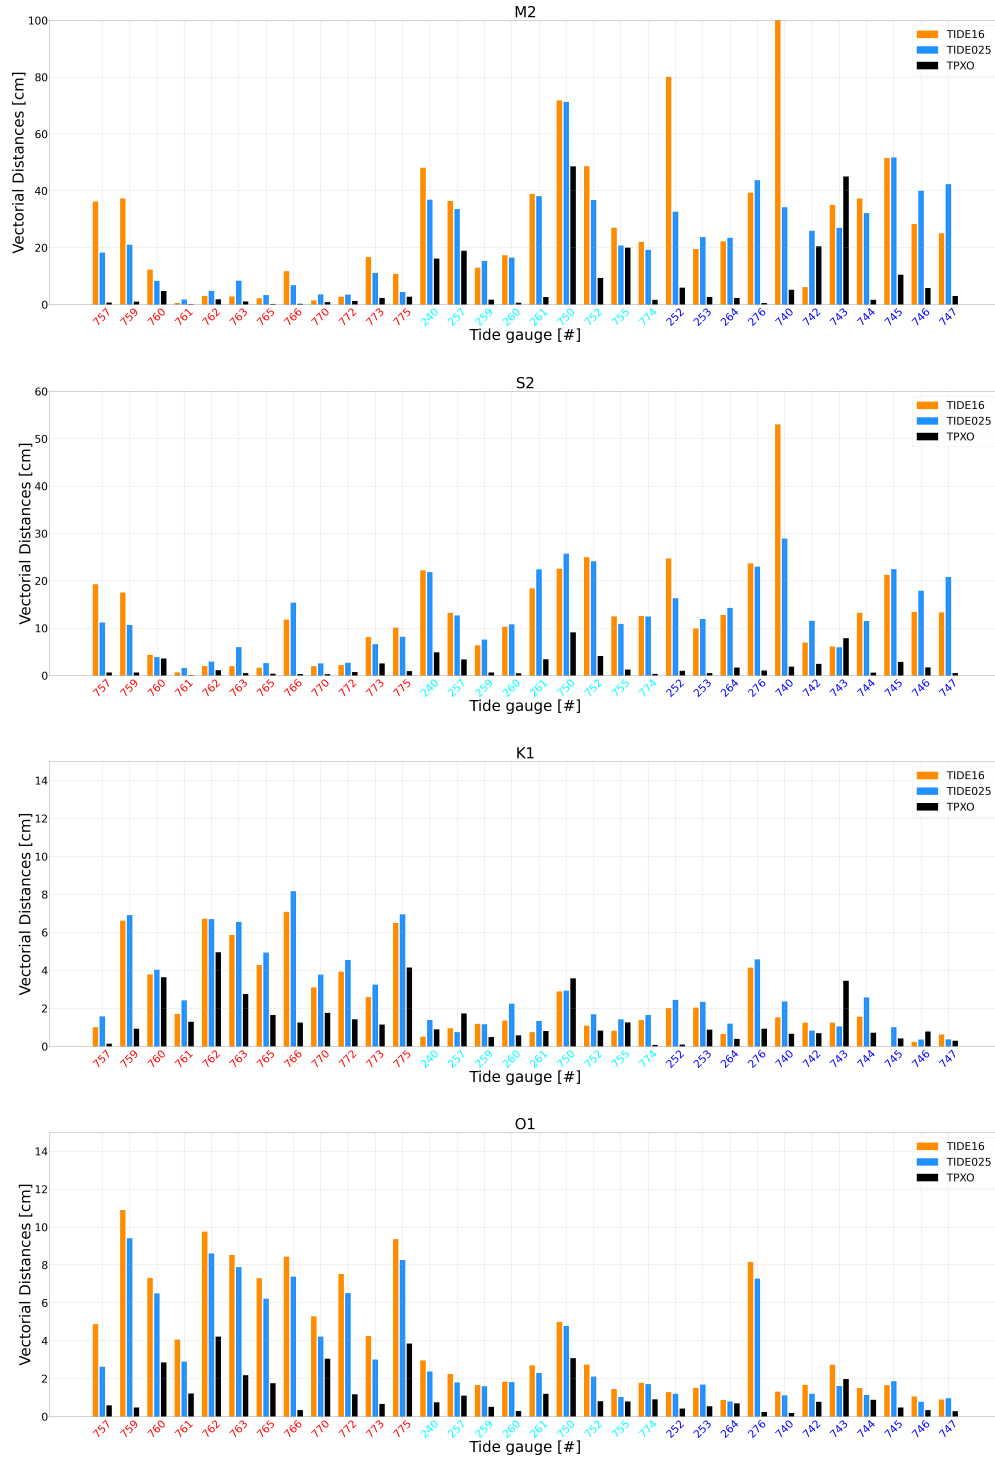 M2
Vectorial Distances [cm]
100
80
60
40
20
0
TIDE16
TIDE025
TPXO
757 759 760 761 762 763 765 766 770 772 773 775 240 257 259 260 261 750 752 755 774 252 253 264 276 740 742 743 744 745 746 747
Tide gauge [#]
S2
Vectorial Distances [cm]
60
50
40
30
20
10
0
TIDE16
TIDE025
TPXO
757 759 760 761 762 763 765 766 770 772 773 775 240 257 259 260 261 750 752 755 774 252 253 264 276 740 742 743 744 745 746 747
Tide gauge [#]
K1
Vectorial Distances [cm]
14
12
10
8
6
4
2
0
TIDE16
TIDE025
TPXO
757 759 760 761 762 763 765 766 770 772 773 775 240 257 259 260 261 750 752 755 774 252 253 264 276 740 742 743 744 745 746 747
Tide gauge [#]
O1
Vectorial Distances [cm]
14
12
10
8
6
4
2
0
TIDE16
TIDE025
TPXO
757 759 760 761 762 763 765 766 770 772 773 775 240 257 259 260 261 750 752 755 774 252 253 264 276 740 742 743 744 745 746 747
Tide gauge [#]